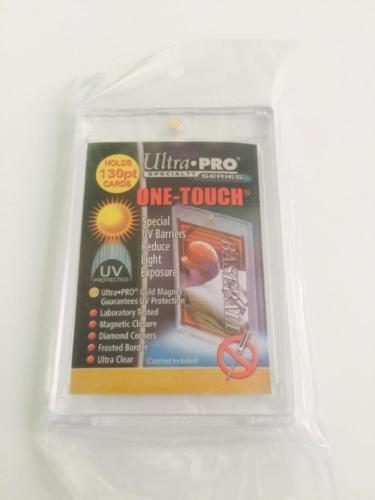 HOLDS
130pt
CARDS
Ultra•PRO®
SPECIALTY SERIES
ONE-TOUCH®
Special
UV Barriers
Reduce
Light
Exposure
UV
PROTECTED
BASEBALL
Ultra•PRO® Gold Magnet
Guarantees UV Protection
Laboratory Tested
Magnetic Closure
Diamond Corners
Frosted Border
Ultra Clear
(Card not included)